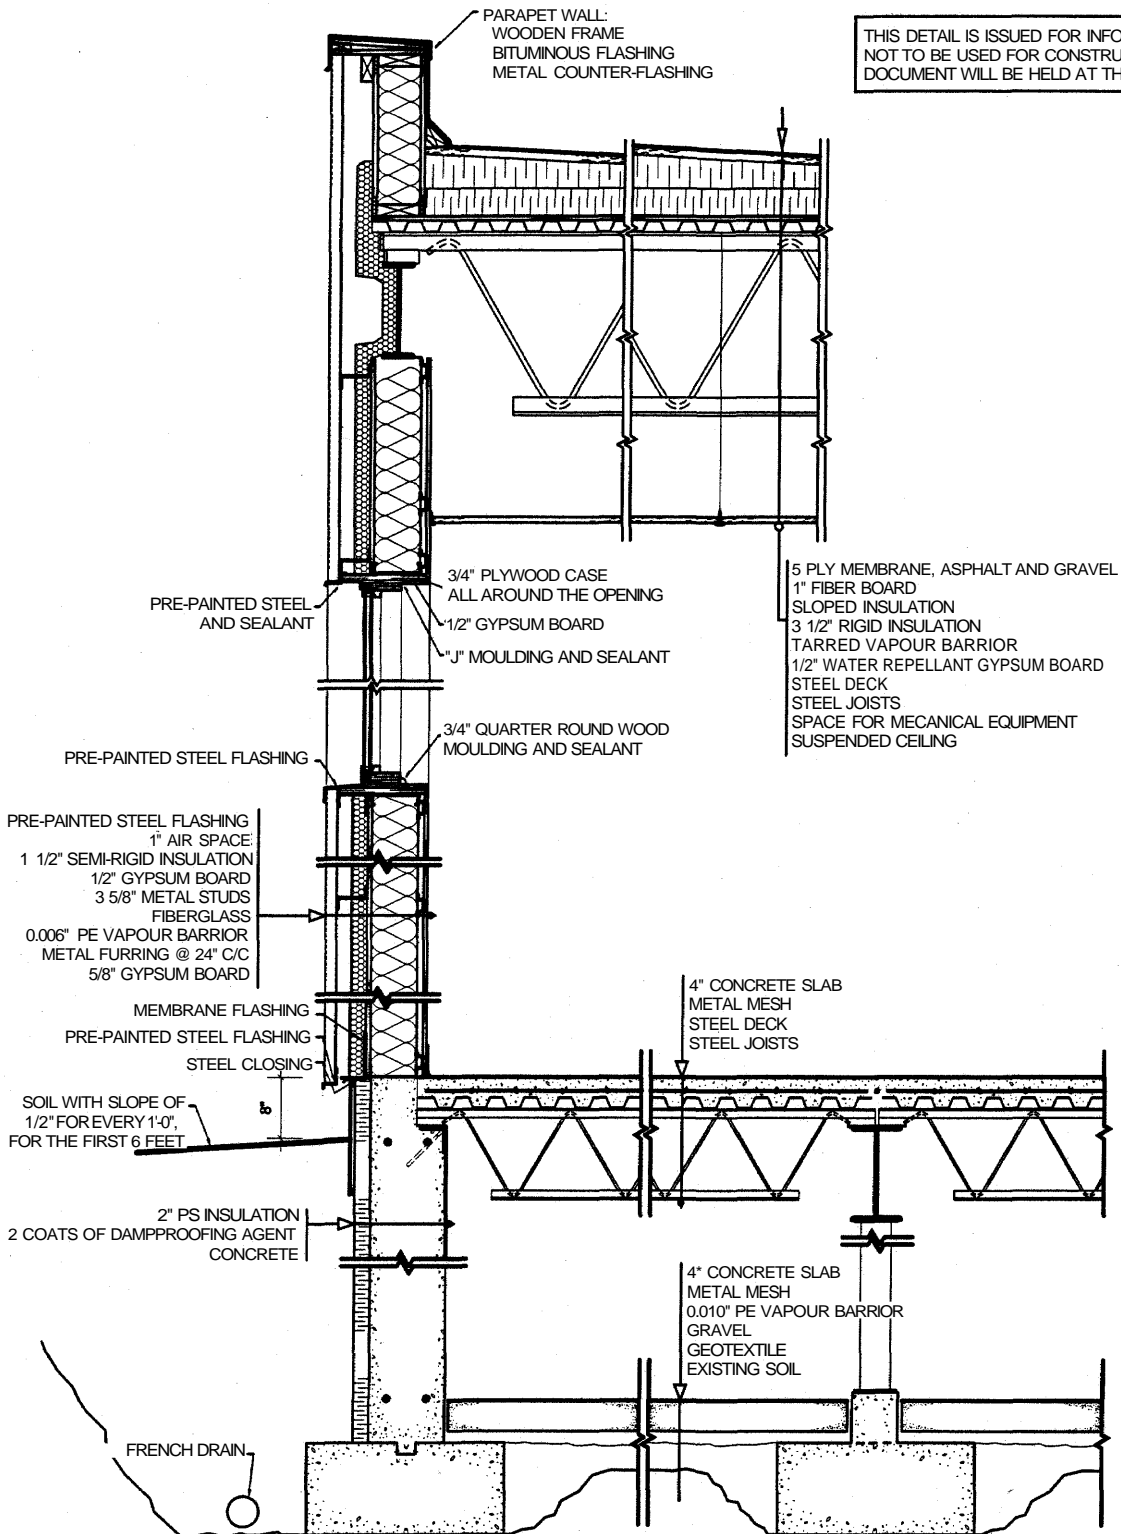 PARAPET WALL:
WOODEN FRAME
BITUMINOUS FLASHING
METAL COUNTER-FLASHING
THIS DETAIL IS ISSUED FOR INFO
NOT TO BE USED FOR CONSTRU
DOCUMENT WILL BE HELD AT TH
3/4" PLYWOOD CASE
ALL AROUND THE OPENING
1/2" GYPSUM BOARD
"J" MOULDING AND SEALANT
PRE-PAINTED STEEL
AND SEALANT
5 PLY MEMBRANE, ASPHALT AND GRAVEL
1" FIBER BOARD
SLOPED INSULATION
3 1/2" RIGID INSULATION
TARRED VAPOUR BARRIOR
1/2" WATER REPELLANT GYPSUM BOARD
STEEL DECK
STEEL JOISTS
SPACE FOR MECANICAL EQUIPMENT
SUSPENDED CEILING
3/4" QUARTER ROUND WOOD
MOULDING AND SEALANT
PRE-PAINTED STEEL FLASHING
PRE-PAINTED STEEL FLASHING
1" AIR SPACE
1 1/2" SEMI-RIGID INSULATION
1/2" GYPSUM BOARD
3 5/8" METAL STUDS
FIBERGLASS
0.006" PE VAPOUR BARRIOR
METAL FURRING @ 24" C/C
5/8" GYPSUM BOARD
MEMBRANE FLASHING
PRE-PAINTED STEEL FLASHING
STEEL CLOSING
4" CONCRETE SLAB
METAL MESH
STEEL DECK
STEEL JOISTS
8"
SOIL WITH SLOPE OF
1/2" FOR EVERY 1'-0",
FOR THE FIRST 6 FEET
2" PS INSULATION
2 COATS OF DAMPPROOFING AGENT
CONCRETE
4* CONCRETE SLAB
METAL MESH
0.010" PE VAPOUR BARRIOR
GRAVEL
GEOTEXTILE
EXISTING SOIL
FRENCH DRAIN